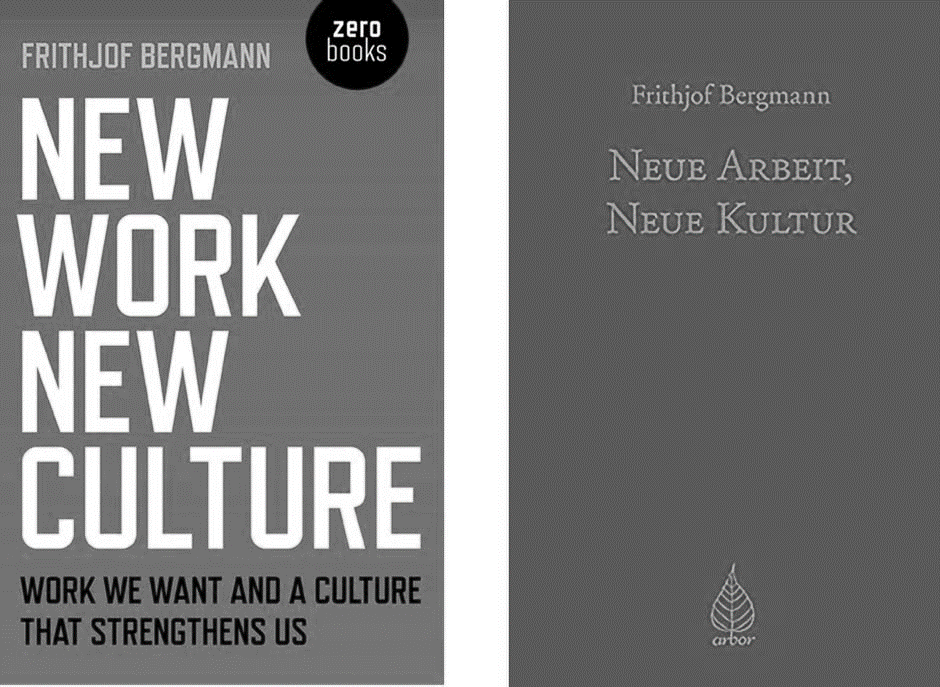 FRITHJOF BERGMANN
zero
books
NEW
WORK
NEW
CULTURE
WORK WE WANT AND A CULTURE
THAT STRENGTHENS US
Frithjof Bergmann
Neue Arbeit,
Neue Kultur
arbor